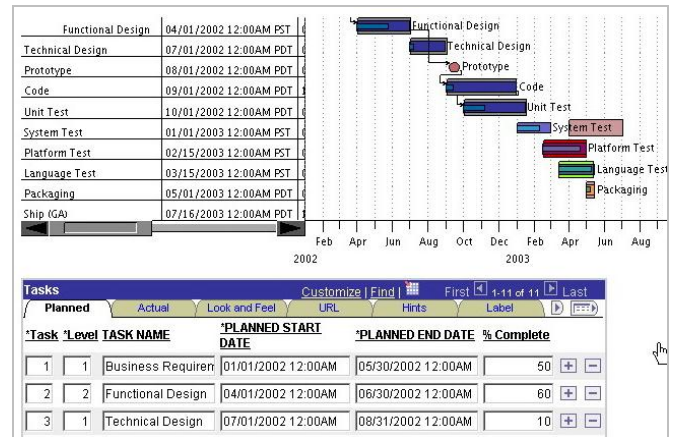 Functional Design 04/01/2002 12:00AM PST
Technical Design 07/01/2002 12:00AM PDT
Prototype 08/01/2002 12:00AM PDT
Code 09/01/2002 12:00AM PDT
Unit Test 10/01/2002 12:00AM PDT
System Test 01/01/2003 12:00AM PST
Platform Test 02/15/2003 12:00AM PST
Language Test 03/15/2003 12:00AM PST
Packaging 05/01/2003 12:00AM PDT
Ship (GA) 07/16/2003 12:00AM PDT
Functional Design
Technical Design
Prototype
Code
Unit Test
System Test
Platform Test
Language Test
Packaging
Feb Apr Jun Aug Oct Dec Feb Apr Jun Aug
2002 2003
Tasks Customize | Find | First 1-11 of 11 Last
Planned Actual Look and Feel URL Hints Label
*Task *Level TASK NAME *PLANNED START DATE *PLANNED END DATE % Complete
1 1 Business Requirem 01/01/2002 12:00AM 05/30/2002 12:00AM 50
2 2 Functional Design 04/01/2002 12:00AM 06/30/2002 12:00AM 60
3 1 Technical Design 07/01/2002 12:00AM 08/31/2002 12:00AM 10